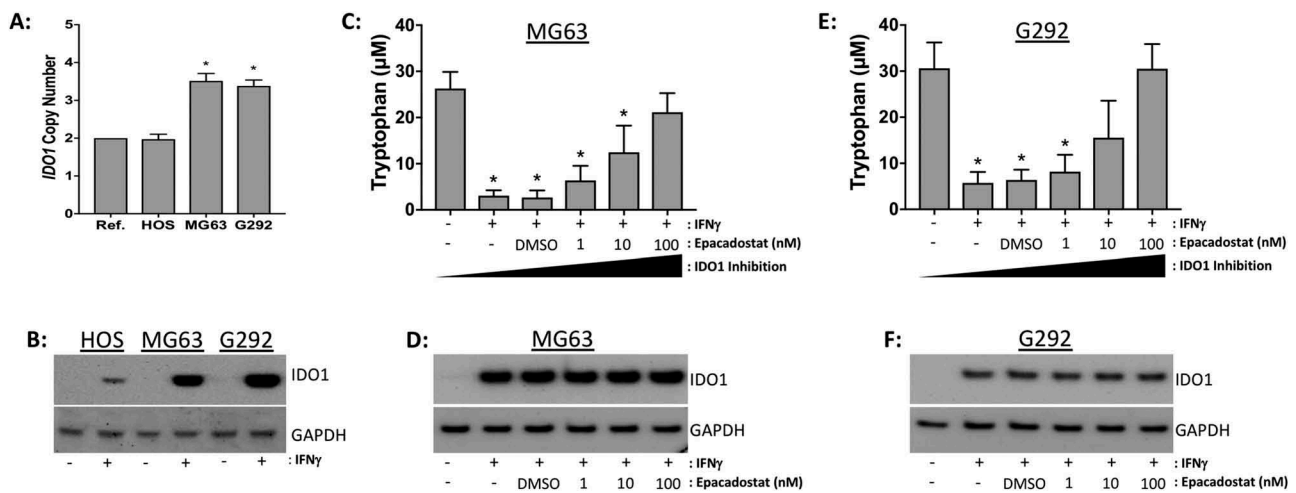 A:
IDO1 Copy Number
5
4
3
2
1
0
Ref. HOS MG63 G292
*
*
B:
HOS MG63 G292
IDO1
GAPDH
- + - + - + : IFNγ
C:
MG63
Tryptophan (μM)
40
30
20
10
0
* * * *
- + + + + + : IFNγ
- - DMSO 1 10 100 : Epacadostat (nM)
: IDO1 Inhibition
D:
MG63
IDO1
GAPDH
- + + + + + : IFNγ
- - DMSO 1 10 100 : Epacadostat (nM)
E:
G292
Tryptophan (μM)
40
30
20
10
0
* * *
- + + + + + : IFNγ
- - DMSO 1 10 100 : Epacadostat (nM)
: IDO1 Inhibition
F:
G292
IDO1
GAPDH
- + + + + + : IFNγ
- - DMSO 1 10 100 : Epacadostat (nM)